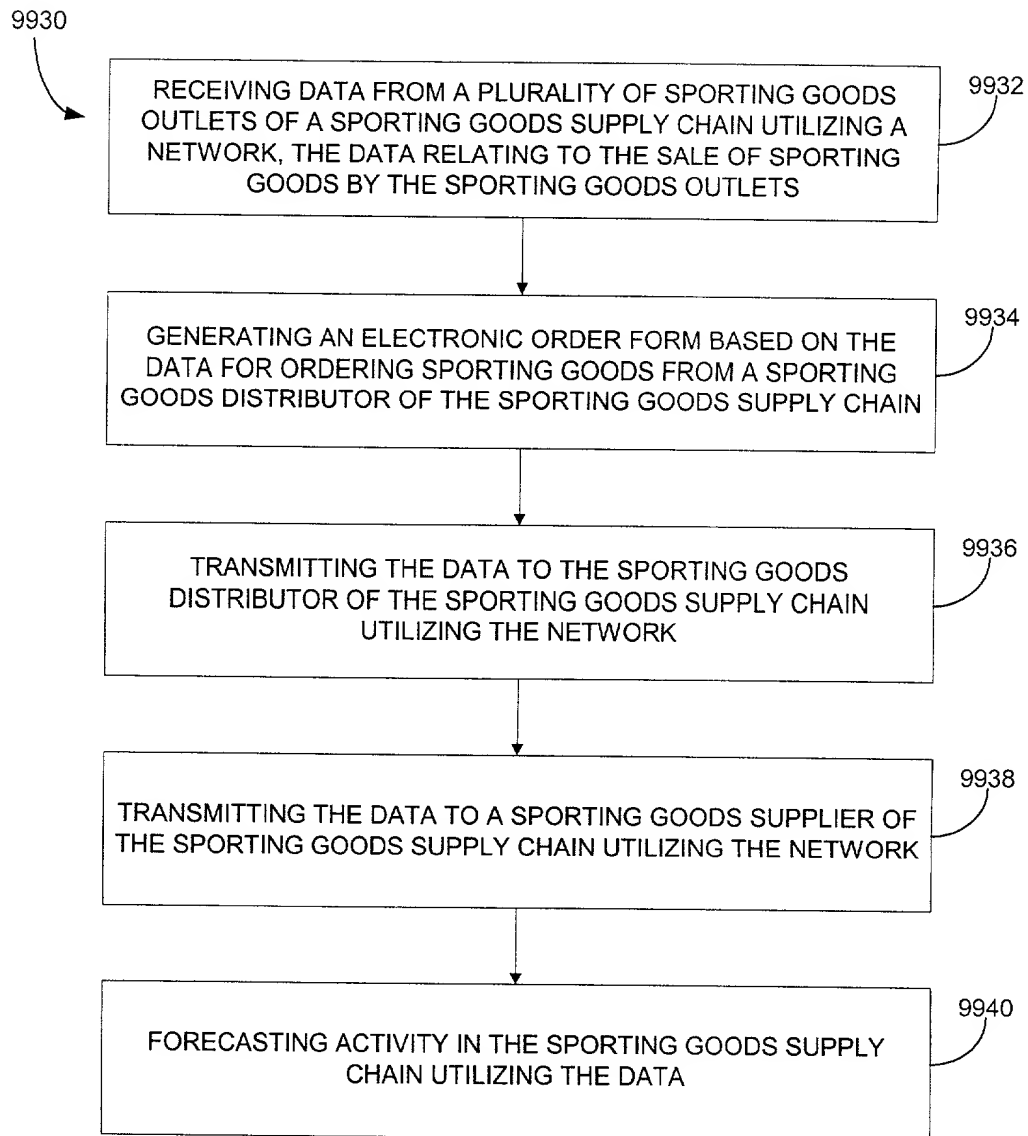 9930
RECEIVING DATA FROM A PLURALITY OF SPORTING GOODS
OUTLETS OF A SPORTING GOODS SUPPLY CHAIN UTILIZING A
NETWORK, THE DATA RELATING TO THE SALE OF SPORTING
GOODS BY THE SPORTING GOODS OUTLETS
9932
GENERATING AN ELECTRONIC ORDER FORM BASED ON THE
DATA FOR ORDERING SPORTING GOODS FROM A SPORTING
GOODS DISTRIBUTOR OF THE SPORTING GOODS SUPPLY CHAIN
9934
TRANSMITTING THE DATA TO THE SPORTING GOODS
DISTRIBUTOR OF THE SPORTING GOODS SUPPLY CHAIN
UTILIZING THE NETWORK
9936
TRANSMITTING THE DATA TO A SPORTING GOODS SUPPLIER OF
THE SPORTING GOODS SUPPLY CHAIN UTILIZING THE NETWORK
9938
FORECASTING ACTIVITY IN THE SPORTING GOODS SUPPLY
CHAIN UTILIZING THE DATA
9940